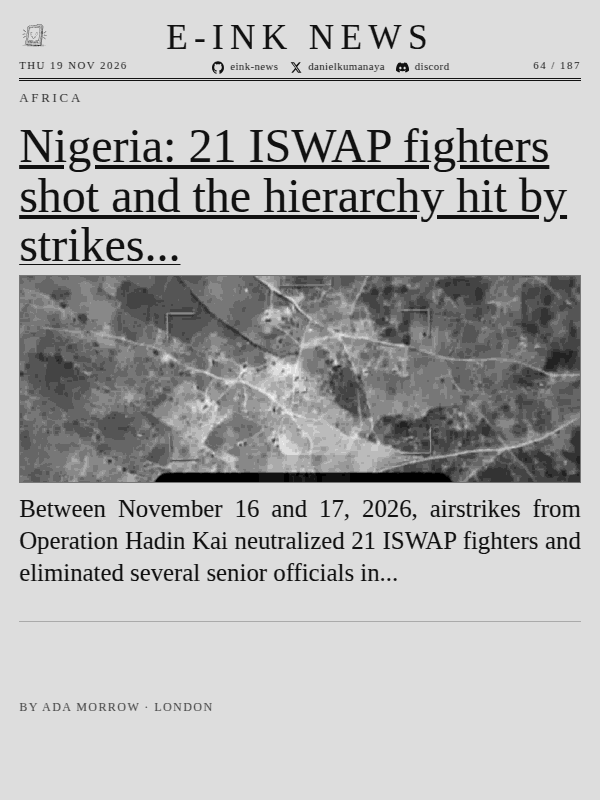 E-INK NEWS
THU 19 NOV 2026
eink-news
danielkumanaya
discord
64 / 187
AFRICA
Nigeria: 21 ISWAP fighters
shot and the hierarchy hit by
strikes...
Between November 16 and 17, 2026, airstrikes from
Operation Hadin Kai neutralized 21 ISWAP fighters and
eliminated several senior officials in...
BY ADA MORROW · LONDON